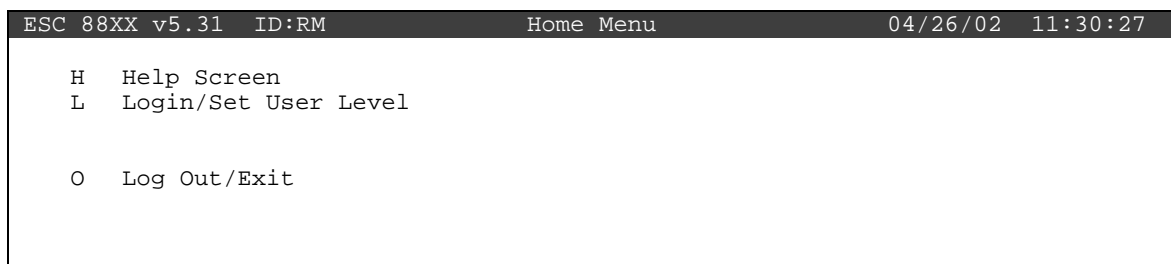 ESC 88XX v5.31  ID:RM  Home Menu  04/26/02  11:30:27
H  Help Screen
L  Login/Set User Level
O  Log Out/Exit